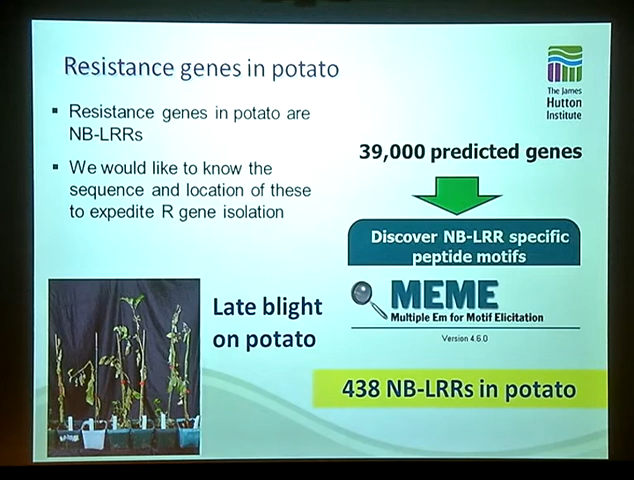 Resistance genes in potato
The James
Hutton
Institute
▪ Resistance genes in potato are
NB-LRRs
▪ We would like to know the
sequence and location of these
to expedite R gene isolation
39,000 predicted genes
Discover NB-LRR specific
peptide motifs
MEME
Multiple Em for Motif Elicitation
Version 4.6.0
Late blight
on potato
438 NB-LRRs in potato